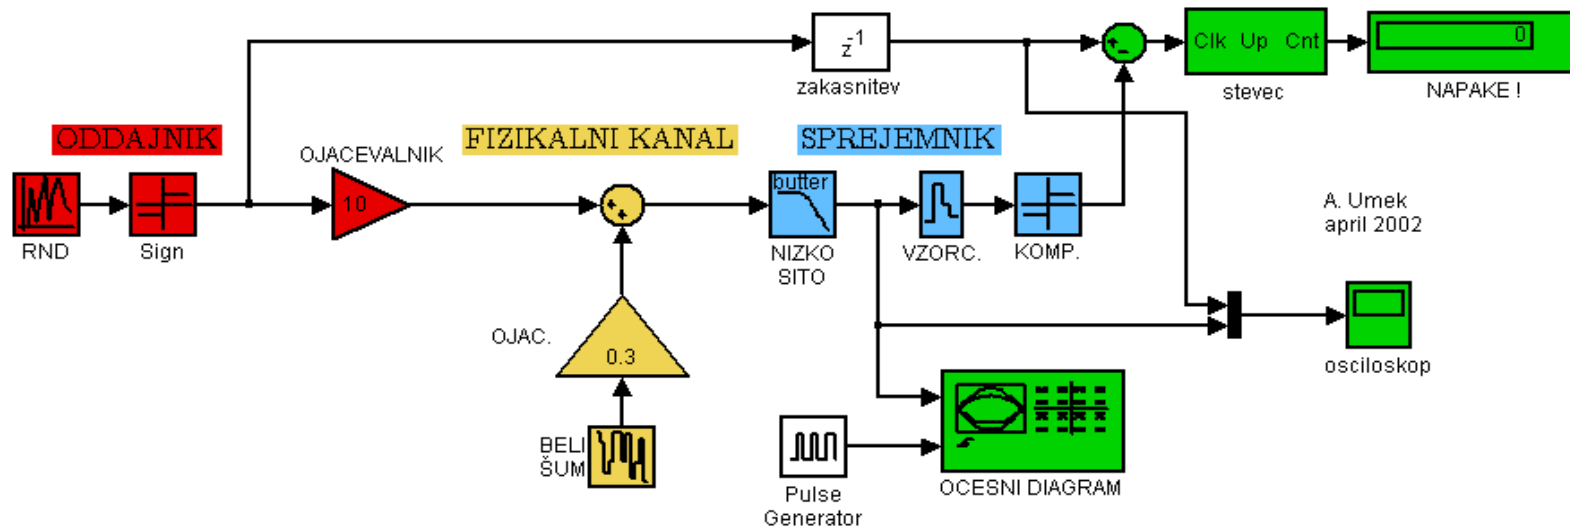 -1
z
zakasnitev
Clk Up Cnt
stevec
0
NAPAKE !
ODDAJNIK
FIZIKALNI KANAL
SPREJEMNIK
OJACEVALNIK
10
RND
Sign
butter
NIZKO
SITO
VZORC.
KOMP.
A. Umek
april 2002
OJAC.
0.3
osciloskop
BELI
ŠUM
Pulse
Generator
OCESNI DIAGRAM